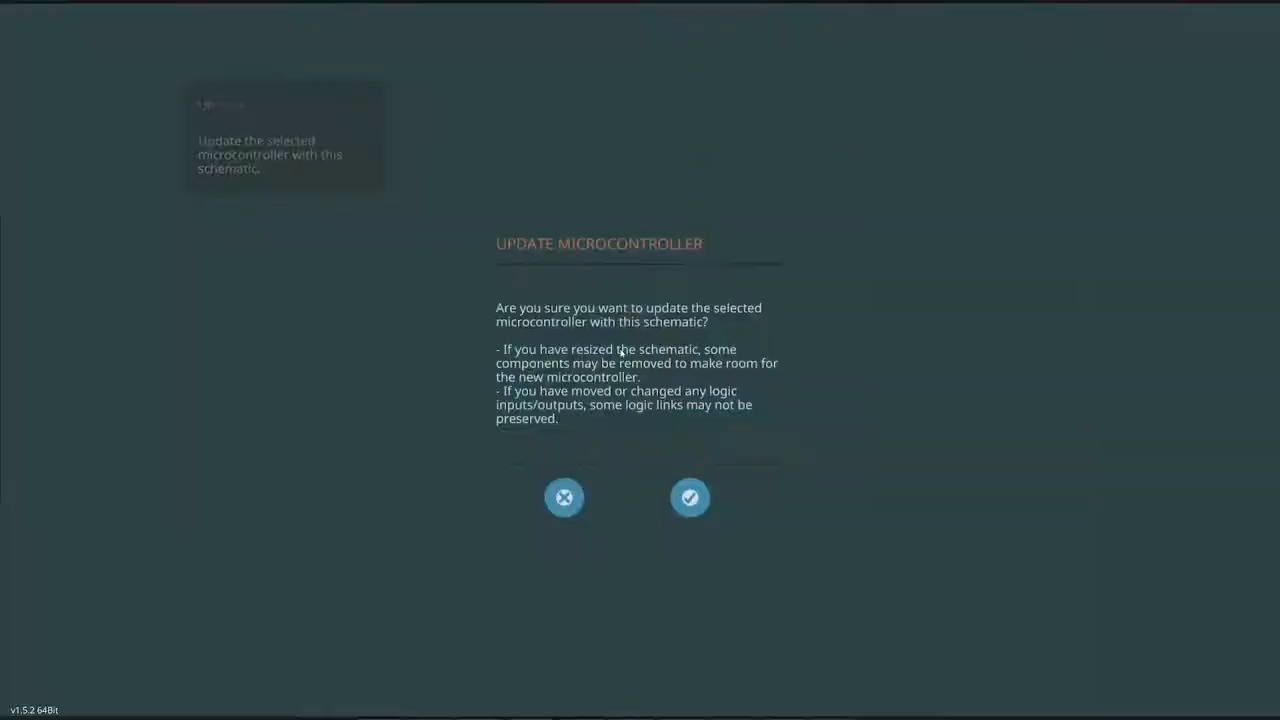 Update the selected
microcontroller with this
schematic.
UPDATE MICROCONTROLLER
Are you sure you want to update the selected
microcontroller with this schematic?
- If you have resized the schematic, some
components may be removed to make room for
the new microcontroller.
- If you have moved or changed any logic
inputs/outputs, some logic links may not be
preserved.
v1.5.2 64Bit